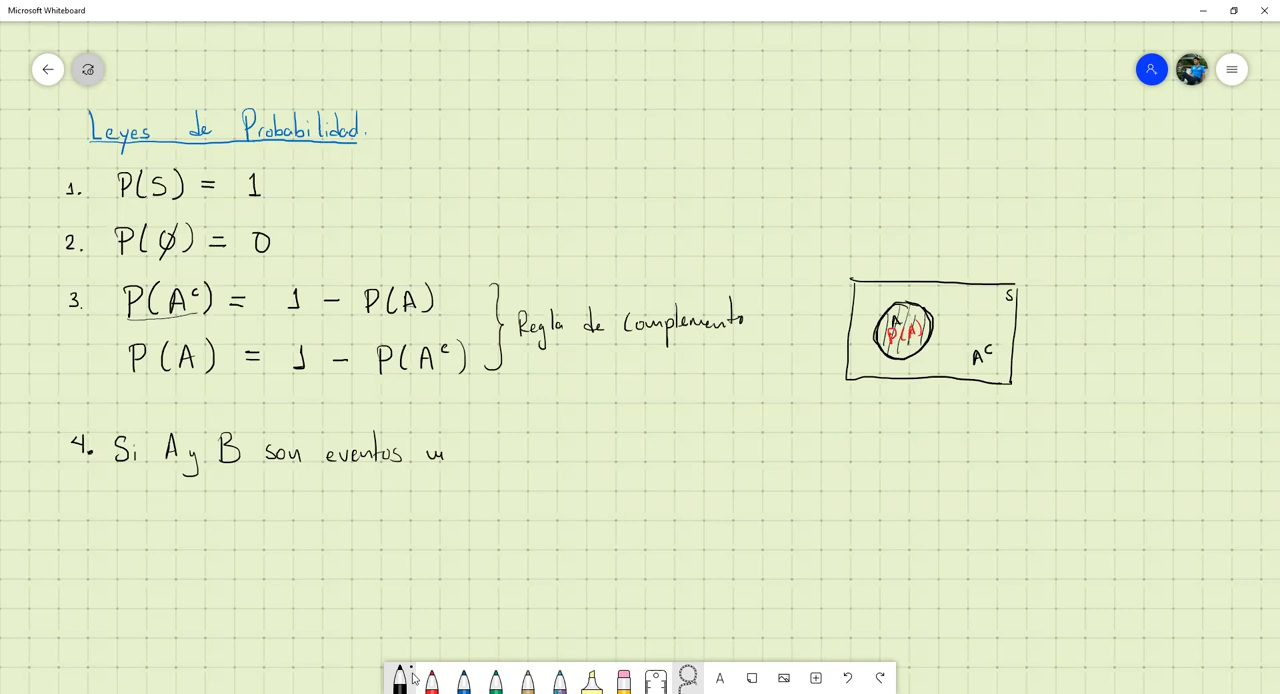 Microsoft Whiteboard
Leyes de Probabilidad.
1. P(S) = 1
2. P(∅) = 0
3. P(Aᶜ) = 1 - P(A)
P(A) = 1 - P(Aᶜ)
Regla de Complemento
S
A
P(A)
Aᶜ
4. Si A y B son eventos